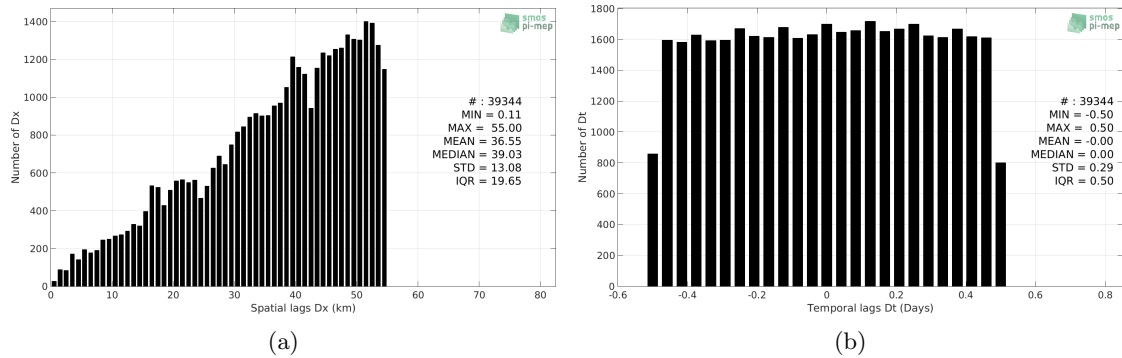 1400
1200
1000
800
600
400
200
0
Number of Dx
0 10 20 30 40 50 60 70 80
Spatial lags Dx (km)
smos
pi-mep
# : 39344
MIN = 0.11
MAX = 55.00
MEAN = 36.55
MEDIAN = 39.03
STD = 13.08
IQR = 19.65
(a)
1800
1600
1400
1200
1000
800
600
400
200
0
Number of Dt
-0.6 -0.4 -0.2 0 0.2 0.4 0.6 0.8
Temporal lags Dt (Days)
smos
pi-mep
# : 39344
MIN = -0.50
MAX = 0.50
MEAN = -0.00
MEDIAN = 0.00
STD = 0.29
IQR = 0.50
(b)